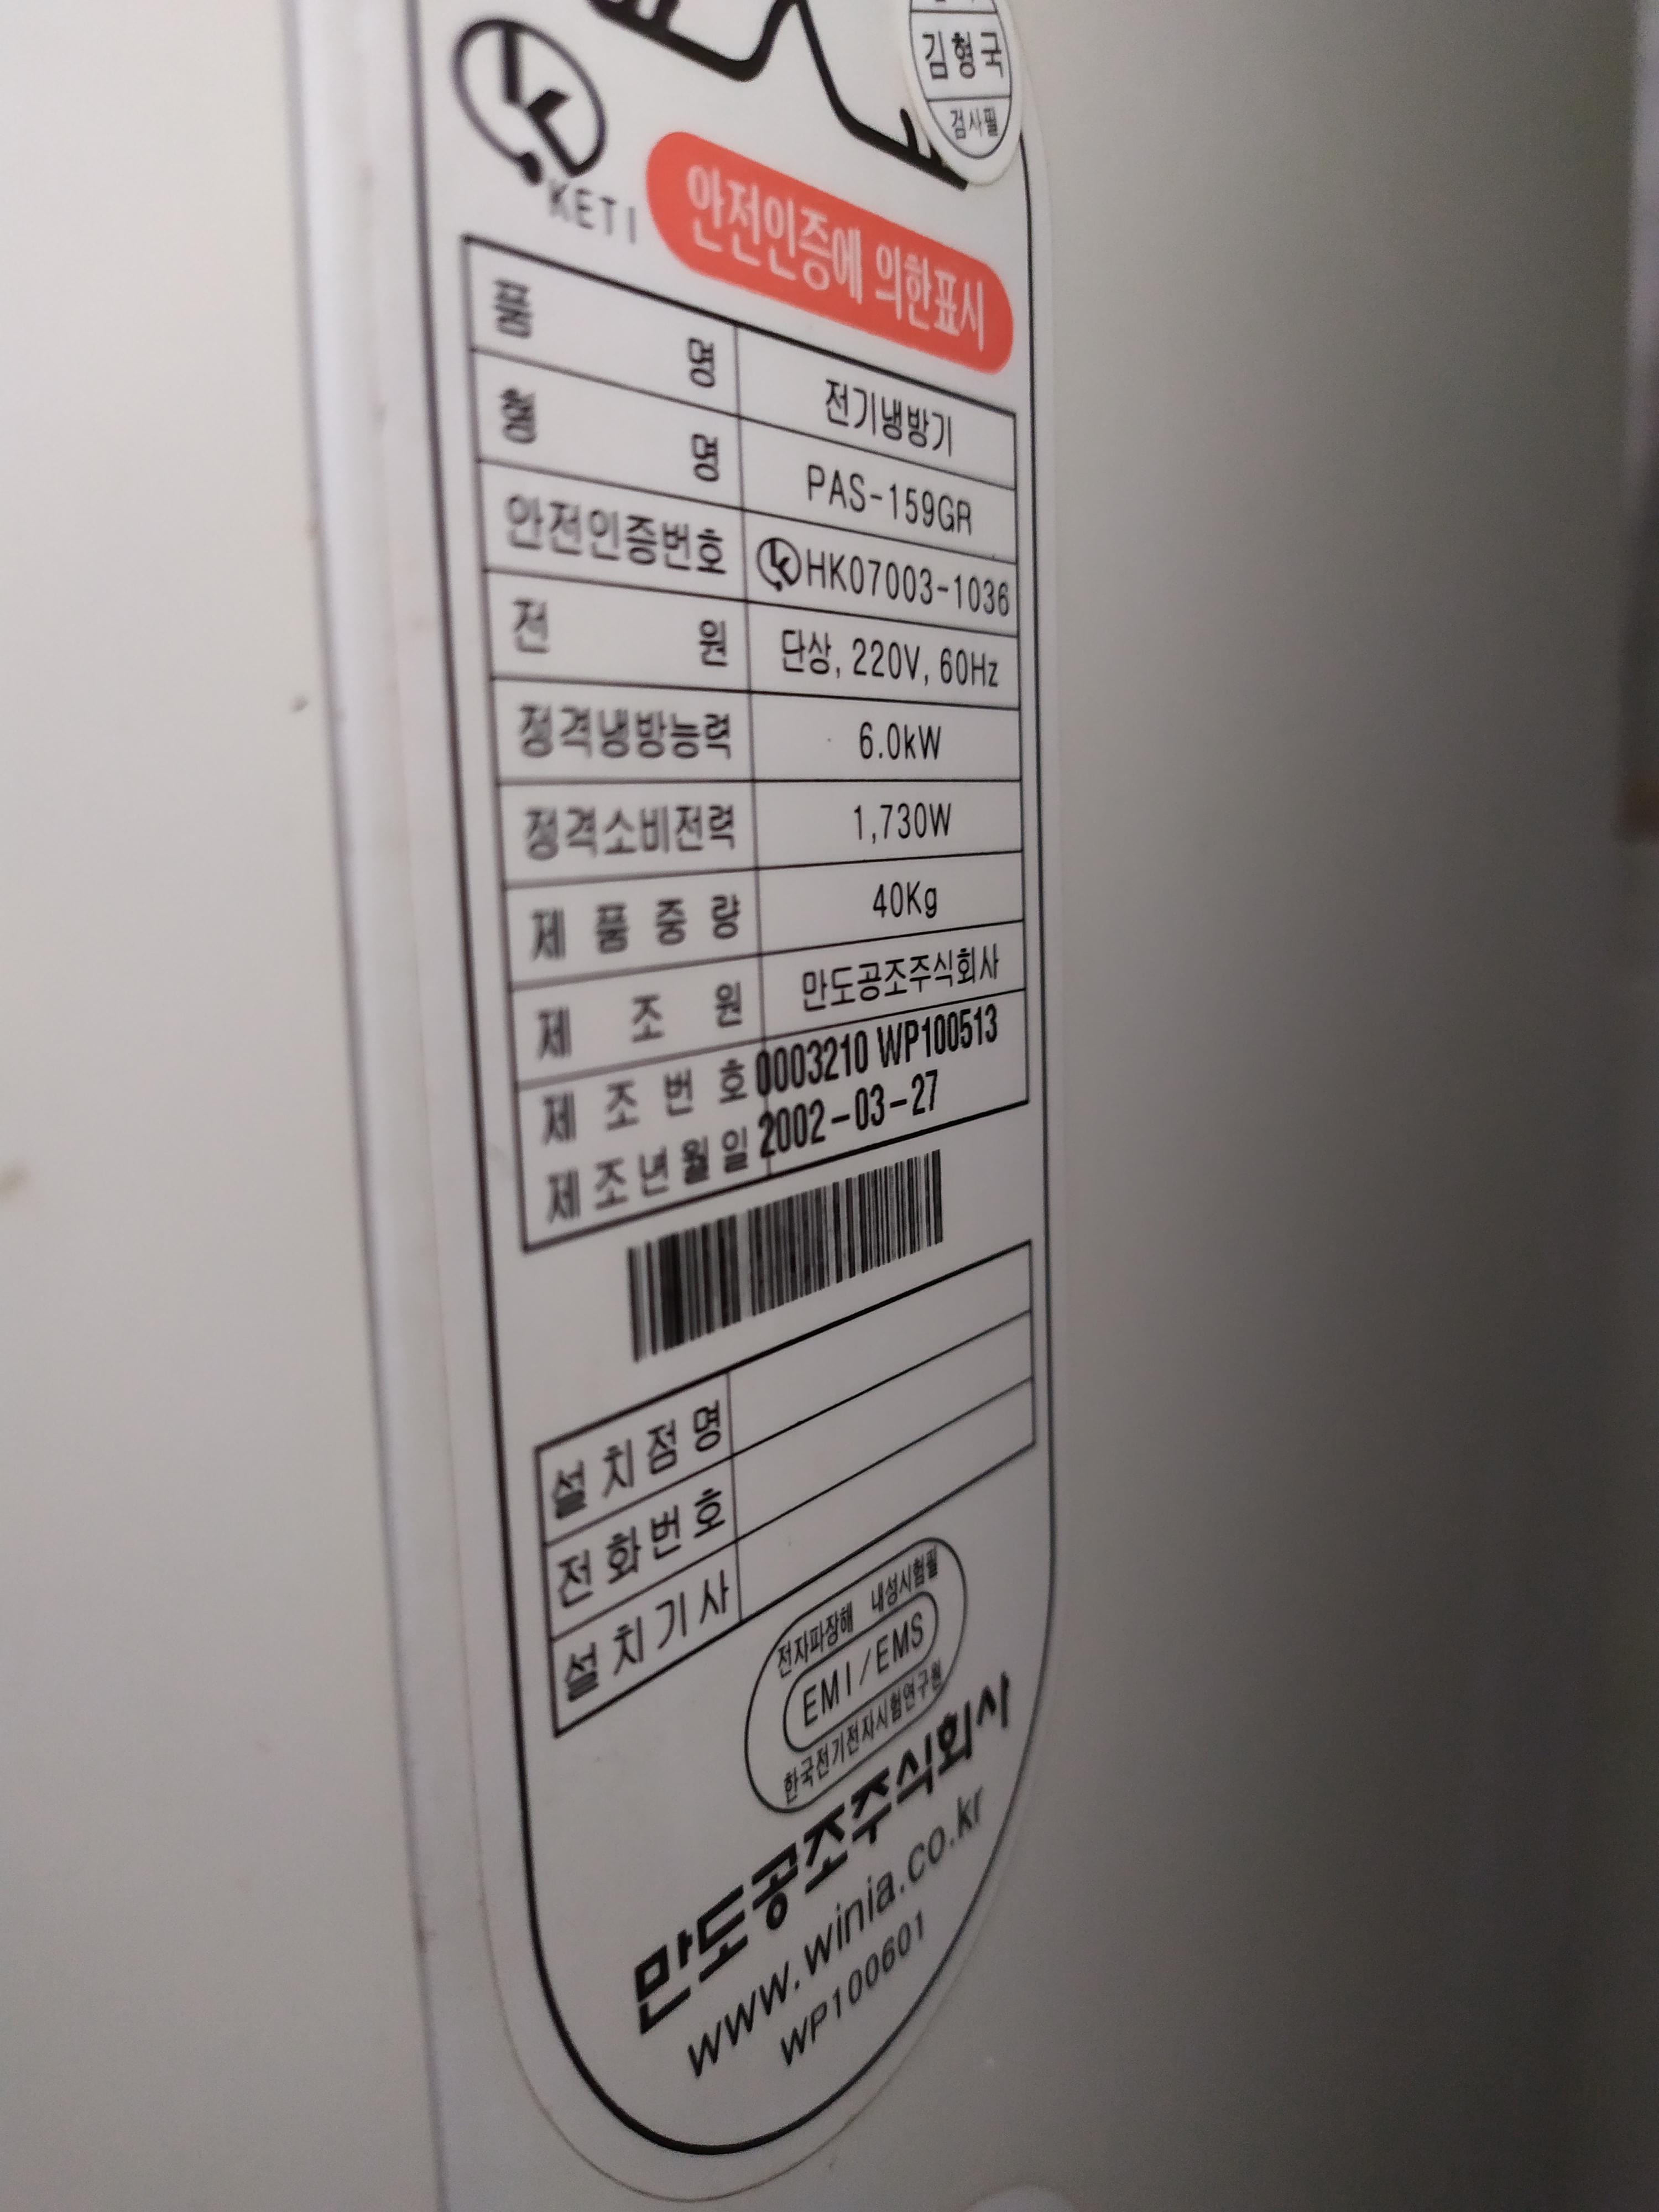 김형국
검사필
KETI
안전인증에 의한표시
품 명 전기냉방기
형 명 PAS-159GR
안전인증번호 HK07003-1036
전 원 단상, 220V, 60Hz
정격냉방능력 6.0kW
정격소비전력 1,730W
제 품 중 량 40Kg
제 조 원 만도공조주식회사
제 조 번 호 0003210 WP100513
제 조 년 월 일 2002-03-27
설 치 점 명
전 화 번 호
설 치 기 사
전자파장해 내성시험필
EMI/EMS
한국전기전자시험연구원
만도공조주식회사
www.winia.co.kr
WP100601